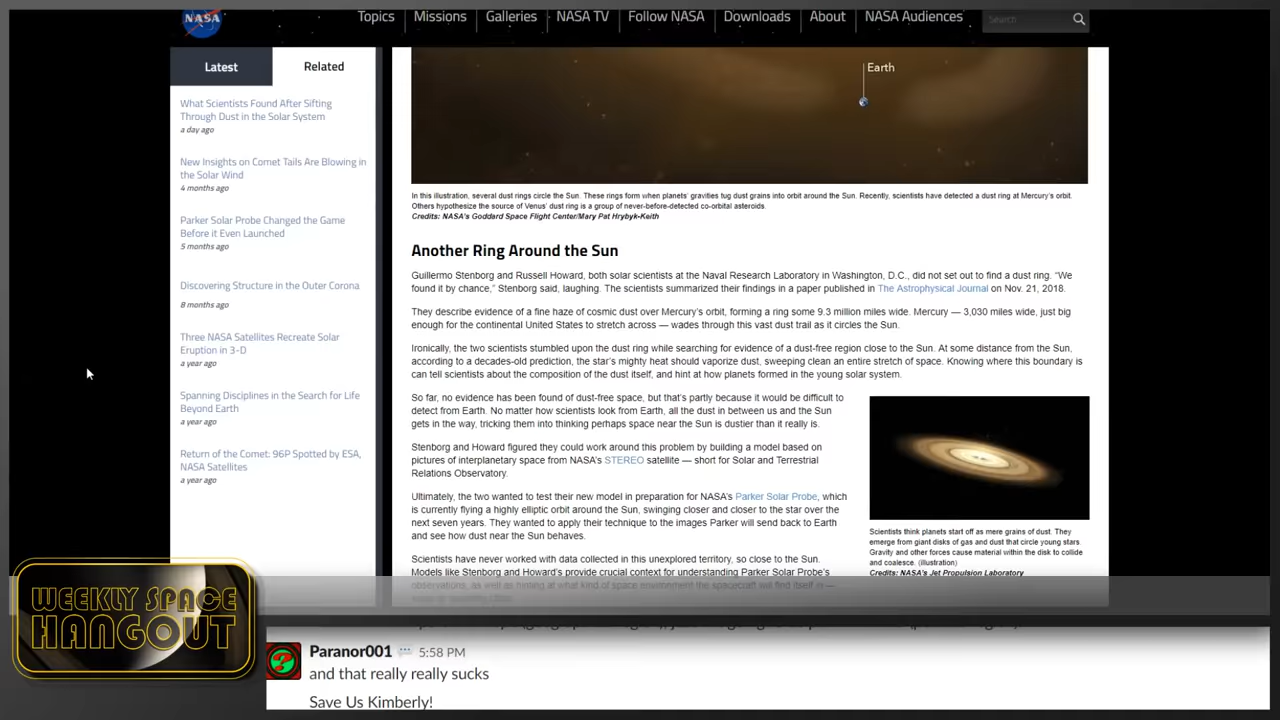 NASA
Topics
Missions
Galleries
NASA TV
Follow NASA
Downloads
About
NASA Audiences
Search
Latest
Related
What Scientists Found After Sifting
Through Dust in the Solar System
a day ago
New Insights on Comet Tails Are Blowing in
the Solar Wind
4 months ago
Parker Solar Probe Changed the Game
Before it Even Launched
5 months ago
Discovering Structure in the Outer Corona
8 months ago
Three NASA Satellites Recreate Solar
Eruption in 3-D
a year ago
Spanning Disciplines in the Search for Life
Beyond Earth
a year ago
Return of the Comet: 96P Spotted by ESA,
NASA Satellites
a year ago
Earth
In this illustration, several dust rings circle the Sun. These rings form when planets' gravities tug dust grains into orbit around the Sun. Recently, scientists have detected a dust ring at Mercury's orbit.
Others hypothesize the source of Venus' dust ring is a group of never-before-detected co-orbital asteroids.
Credits: NASA's Goddard Space Flight Center/Mary Pat Hrybyk-Keith
Another Ring Around the Sun
Guillermo Stenborg and Russell Howard, both solar scientists at the Naval Research Laboratory in Washington, D.C., did not set out to find a dust ring. “We
found it by chance,” Stenborg said, laughing. The scientists summarized their findings in a paper published in The Astrophysical Journal on Nov. 21, 2018.
They describe evidence of a fine haze of cosmic dust over Mercury's orbit, forming a ring some 9.3 million miles wide. Mercury — 3,030 miles wide, just big
enough for the continental United States to stretch across — wades through this vast dust trail as it circles the Sun.
Ironically, the two scientists stumbled upon the dust ring while searching for evidence of a dust-free region close to the Sun. At some distance from the Sun,
according to a decades-old prediction, the star's mighty heat should vaporize dust, sweeping clean an entire stretch of space. Knowing where this boundary is
can tell scientists about the composition of the dust itself, and hint at how planets formed in the young solar system.
So far, no evidence has been found of dust-free space, but that's partly because it would be difficult to
detect from Earth. No matter how scientists look from Earth, all the dust in between us and the Sun
gets in the way, tricking them into thinking perhaps space near the Sun is dustier than it really is.
Stenborg and Howard figured they could work around this problem by building a model based on
pictures of interplanetary space from NASA's STEREO satellite — short for Solar and Terrestrial
Relations Observatory.
Ultimately, the two wanted to test their new model in preparation for NASA's Parker Solar Probe, which
is currently flying a highly elliptic orbit around the Sun, swinging closer and closer to the star over the
next seven years. They wanted to apply their technique to the images Parker will send back to Earth
and see how dust near the Sun behaves.
Scientists have never worked with data collected in this unexplored territory, so close to the Sun.
Models like Stenborg and Howard's provide crucial context for understanding Parker Solar Probe's
observations, as well as hinting at what kind of space environment the spacecraft will find itself in —
Scientists think planets start off as mere grains of dust. They
emerge from giant disks of gas and dust that circle young stars.
Gravity and other forces cause material within the disk to collide
and coalesce. (illustration)
Credits: NASA's Jet Propulsion Laboratory
WEEKLY SPACE
HANGOUT
Paranor001 5:58 PM
and that really really sucks
Save Us Kimberly!